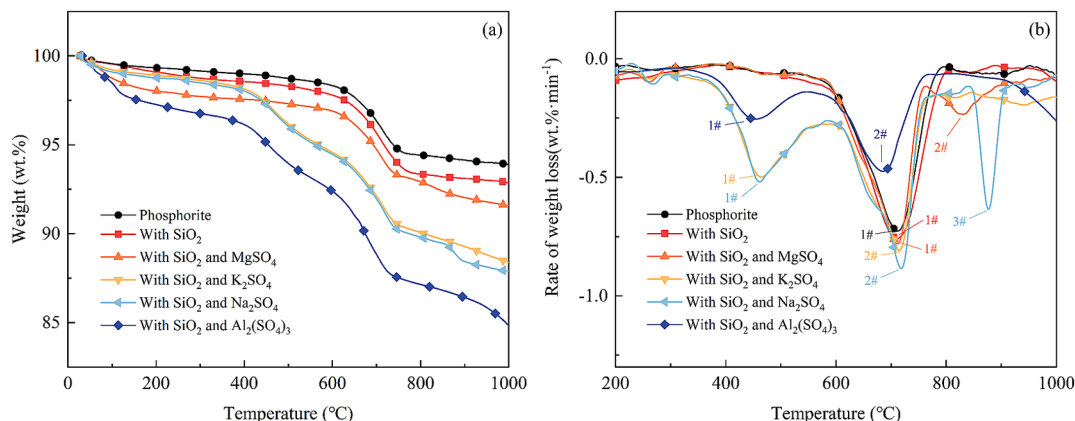 (a)
100
95
90
85
Weight (wt.%)
Phosphorite
With SiO₂
With SiO₂ and MgSO₄
With SiO₂ and K₂SO₄
With SiO₂ and Na₂SO₄
With SiO₂ and Al₂(SO₄)₃
0 200 400 600 800 1000
Temperature (℃)
(b)
0.0
-0.5
-1.0
Rate of weight loss(wt.%·min⁻¹)
1#
2#
2#
1#
1#
3#
1#
1#
1#
2#
2#
Phosphorite
With SiO₂
With SiO₂ and MgSO₄
With SiO₂ and K₂SO₄
With SiO₂ and Na₂SO₄
With SiO₂ and Al₂(SO₄)₃
200 400 600 800 1000
Temperature (℃)